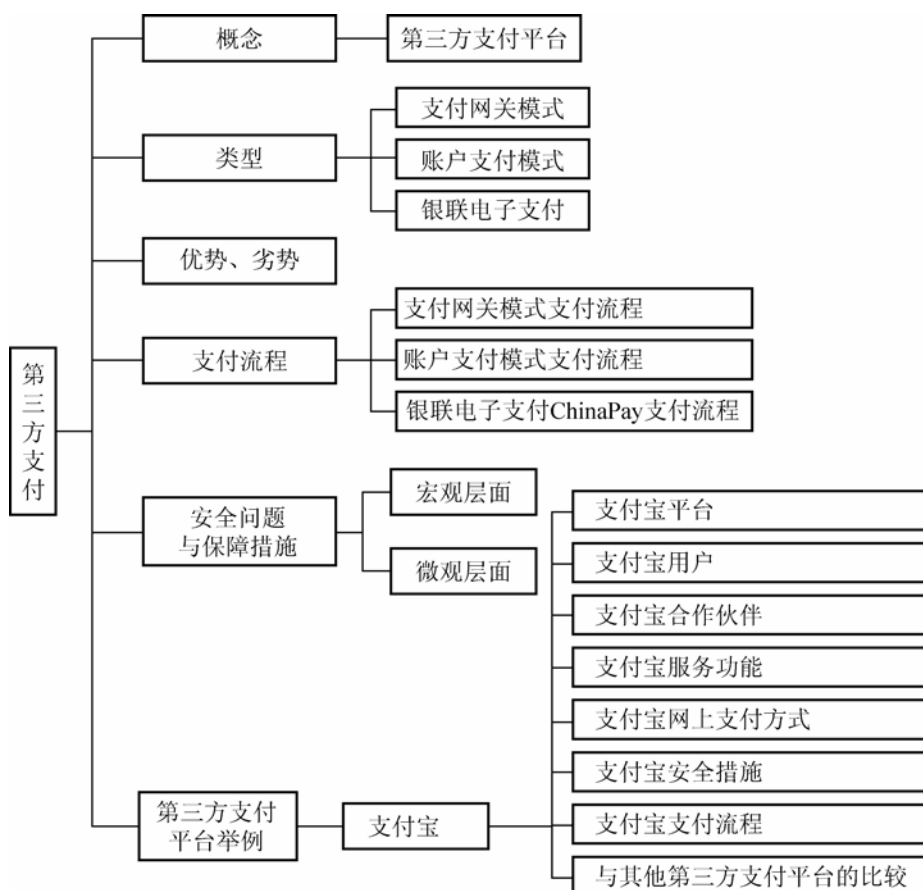 第三方支付
概念
第三方支付平台
类型
支付网关模式
账户支付模式
银联电子支付
优势、劣势
支付流程
支付网关模式支付流程
账户支付模式支付流程
银联电子支付ChinaPay支付流程
安全问题
与保障措施
宏观层面
微观层面
第三方支付
平台举例
支付宝
支付宝平台
支付宝用户
支付宝合作伙伴
支付宝服务功能
支付宝网上支付方式
支付宝安全措施
支付宝支付流程
与其他第三方支付平台的比较